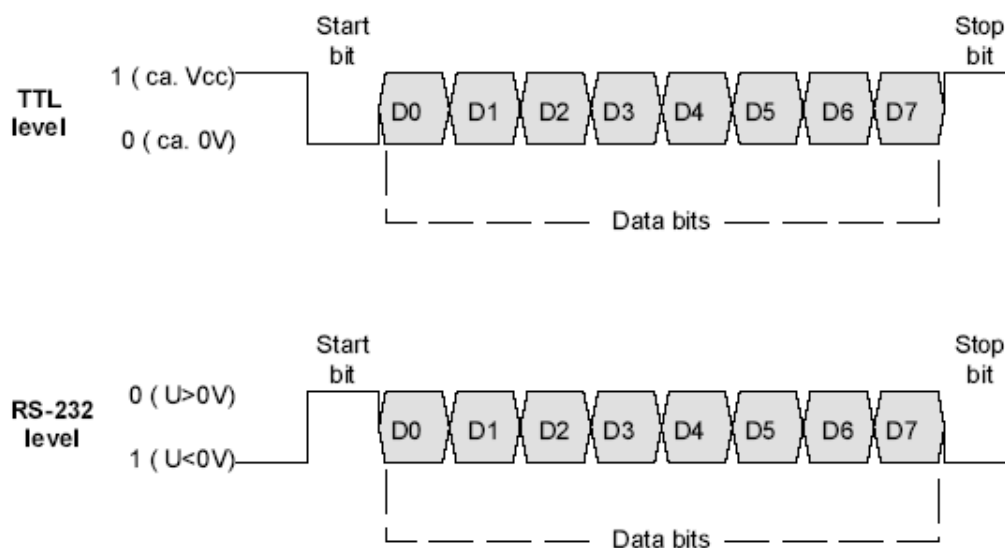 Start
bit
Stop
bit
1 ( ca. Vcc)
TTL
level
D0 D1 D2 D3 D4 D5 D6 D7
0 ( ca. 0V)
Data bits
Start
bit
Stop
bit
0 ( U>0V)
RS-232
level
D0 D1 D2 D3 D4 D5 D6 D7
1 ( U<0V)
Data bits